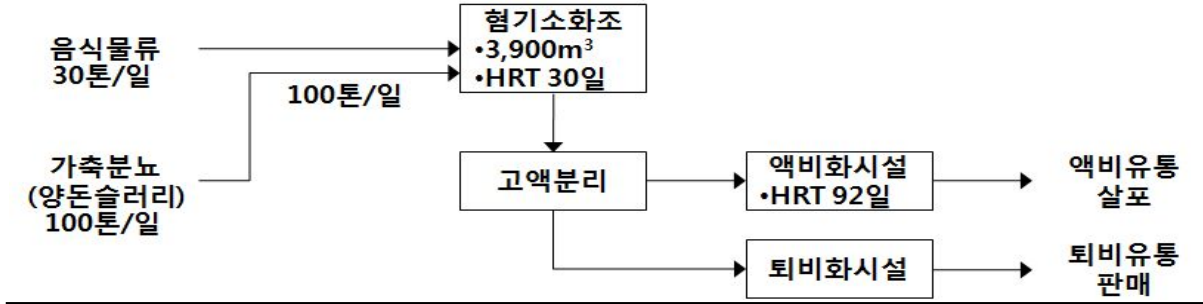 음식물류
30톤/일
100톤/일
가축분뇨
(양돈슬러리)
100톤/일
혐기소화조
•3,900m³
•HRT 30일
고액분리
액비화시설
•HRT 92일
액비유통
살포
퇴비화시설
퇴비유통
판매